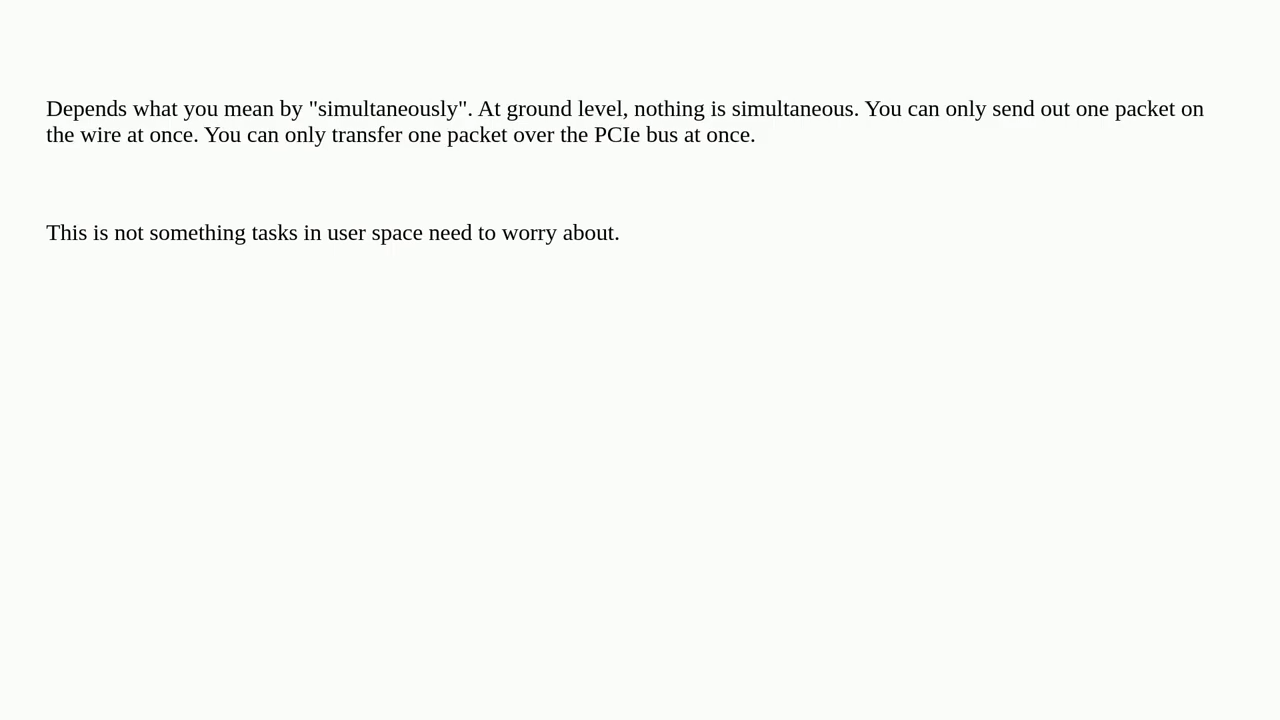 Depends what you mean by "simultaneously". At ground level, nothing is simultaneous. You can only send out one packet on
the wire at once. You can only transfer one packet over the PCIe bus at once.
This is not something tasks in user space need to worry about.